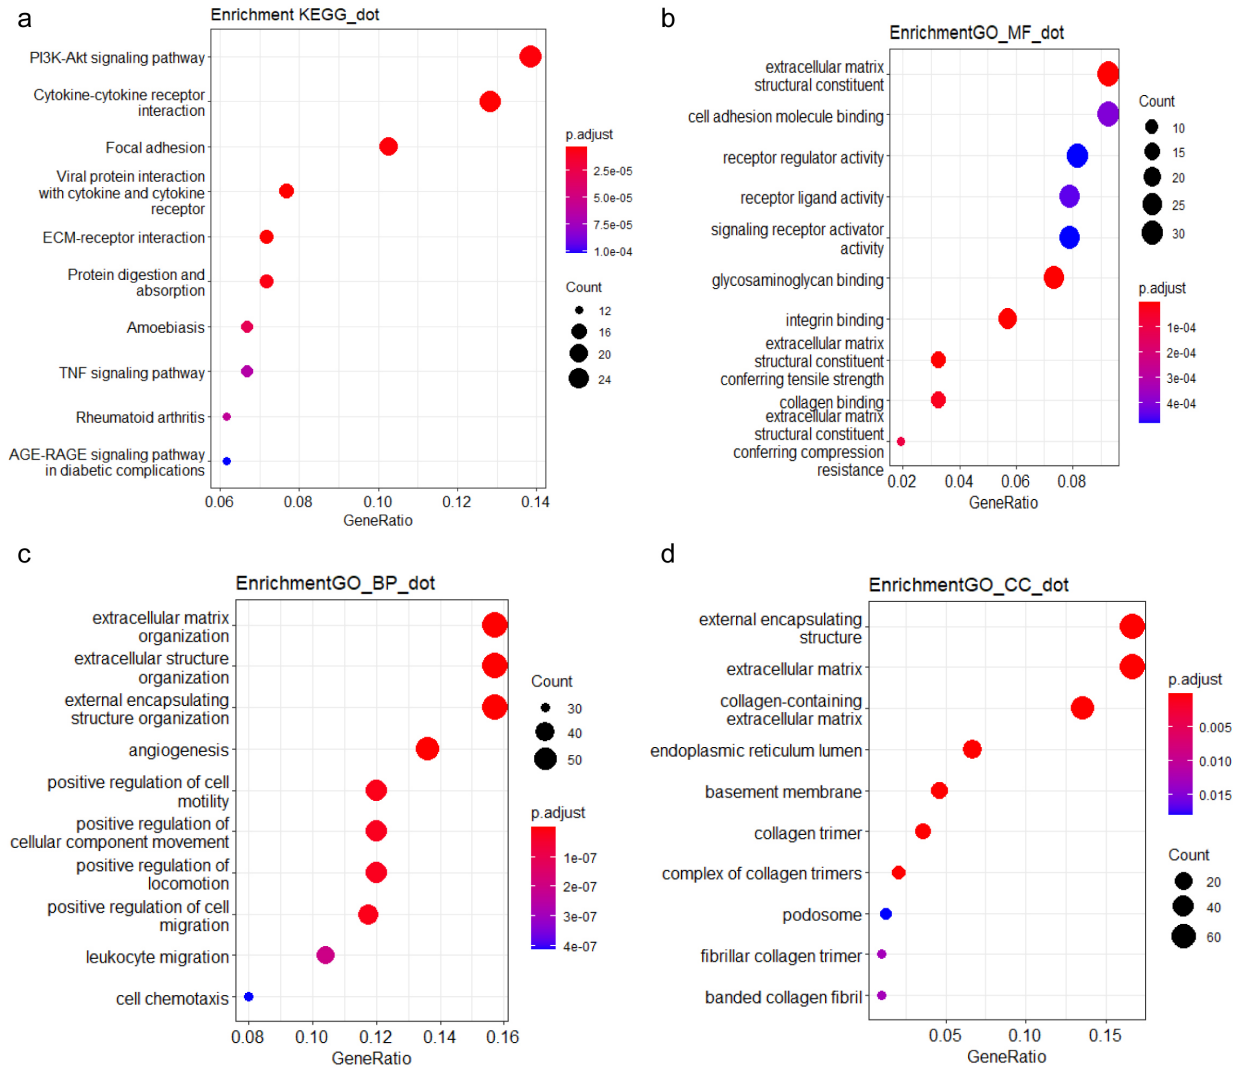 a
Enrichment KEGG_dot
PI3K-Akt signaling pathway
Cytokine-cytokine receptor
interaction
Focal adhesion
Viral protein interaction
with cytokine and cytokine
receptor
ECM-receptor interaction
Protein digestion and
absorption
Amoebiasis
TNF signaling pathway
Rheumatoid arthritis
AGE-RAGE signaling pathway
in diabetic complications
0.06 0.08 0.10 0.12 0.14
GeneRatio
p.adjust
2.5e-05
5.0e-05
7.5e-05
1.0e-04
Count
12
16
20
24
b
EnrichmentGO_MF_dot
extracellular matrix
structural constituent
cell adhesion molecule binding
receptor regulator activity
receptor ligand activity
signaling receptor activator
activity
glycosaminoglycan binding
integrin binding
extracellular matrix
structural constituent
conferring tensile strength
collagen binding
extracellular matrix
structural constituent
conferring compression
resistance
0.02 0.04 0.06 0.08
GeneRatio
Count
10
15
20
25
30
p.adjust
1e-04
2e-04
3e-04
4e-04
c
EnrichmentGO_BP_dot
extracellular matrix
organization
extracellular structure
organization
external encapsulating
structure organization
angiogenesis
positive regulation of cell
motility
positive regulation of
cellular component movement
positive regulation of
locomotion
positive regulation of cell
migration
leukocyte migration
cell chemotaxis
0.08 0.10 0.12 0.14 0.16
GeneRatio
Count
30
40
50
p.adjust
1e-07
2e-07
3e-07
4e-07
d
EnrichmentGO_CC_dot
external encapsulating
structure
extracellular matrix
collagen-containing
extracellular matrix
endoplasmic reticulum lumen
basement membrane
collagen trimer
complex of collagen trimers
podosome
fibrillar collagen trimer
banded collagen fibril
0.05 0.10 0.15
GeneRatio
p.adjust
0.005
0.010
0.015
Count
20
40
60